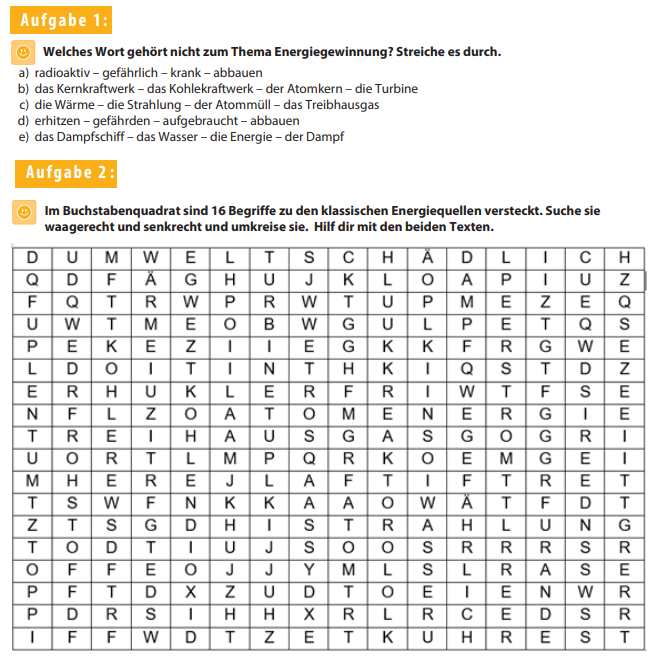 Aufgabe 1:
Welches Wort gehört nicht zum Thema Energiegewinnung? Streiche es durch.
a) radioaktiv – gefährlich – krank – abbauen
b) das Kernkraftwerk – das Kohlekraftwerk – der Atomkern – die Turbine
c) die Wärme – die Strahlung – der Atommüll – das Treibhausgas
d) erhitzen – gefährden – aufgebraucht – abbauen
e) das Dampfschiff – das Wasser – die Energie – der Dampf
Aufgabe 2:
Im Buchstabenquadrat sind 16 Begriffe zu den klassischen Energiequellen versteckt. Suche sie
waagerecht und senkrecht und umkreise sie. Hilf dir mit den beiden Texten.
D U M W E L T S C H Ä D L I C H
Q D F Ä G H U J K L O A P I U Z
F Q T R W P R W T U P M E Z E Q
U W T M E O B W G U L P E T Q S
P E K E Z I I E G K K F R G W E
L D O I T I N T H K I Q S T D Z
E R H U K L E R F R I W T F S E
N F L Z O A T O M E N E R G I E
T R E I H A U S G A S G O G R I
U O R T L M P Q R K O E M G E I
M H E R E J L A F T I F T R E T
T S W F N K K A A O W Ä T F D T
Z T S G D H I S T R A H L U N G
T O D T I U J S O O S R R R S R
O F F E O J J Y M L S L R A S E
P F T D X Z U D T O E I E N W R
P D R S I H H X R L R C E D S R
I F F W D T Z E T K U H R E S T